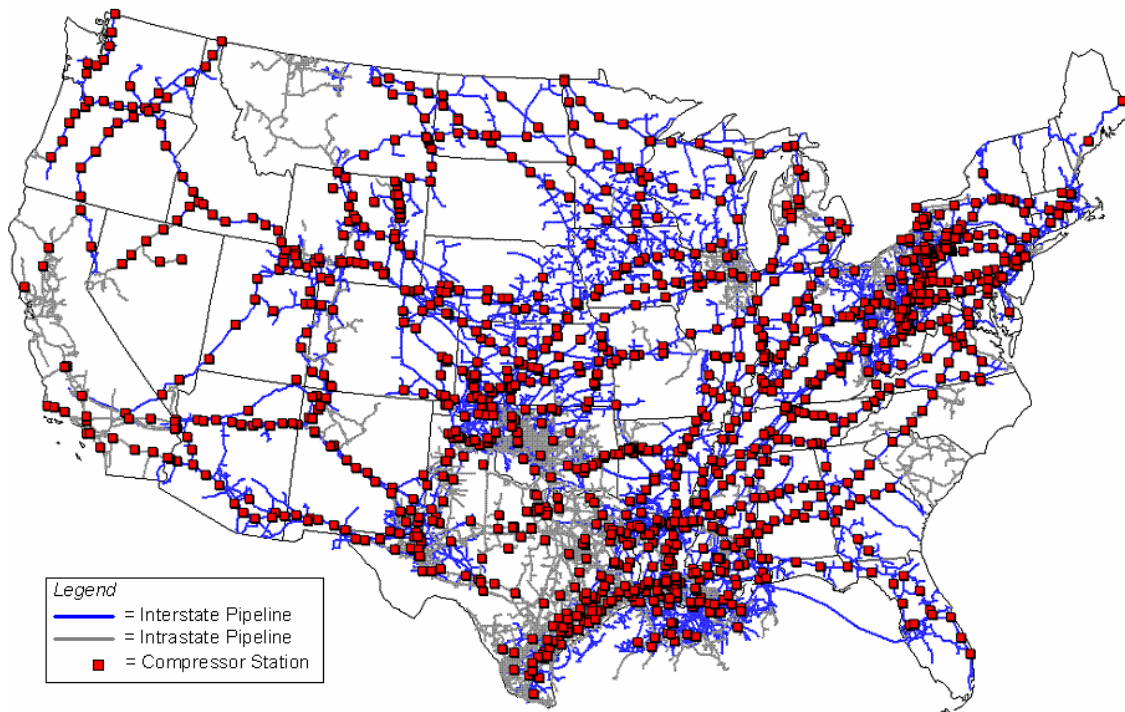 Legend
= Interstate Pipeline
= Intrastate Pipeline
= Compressor Station